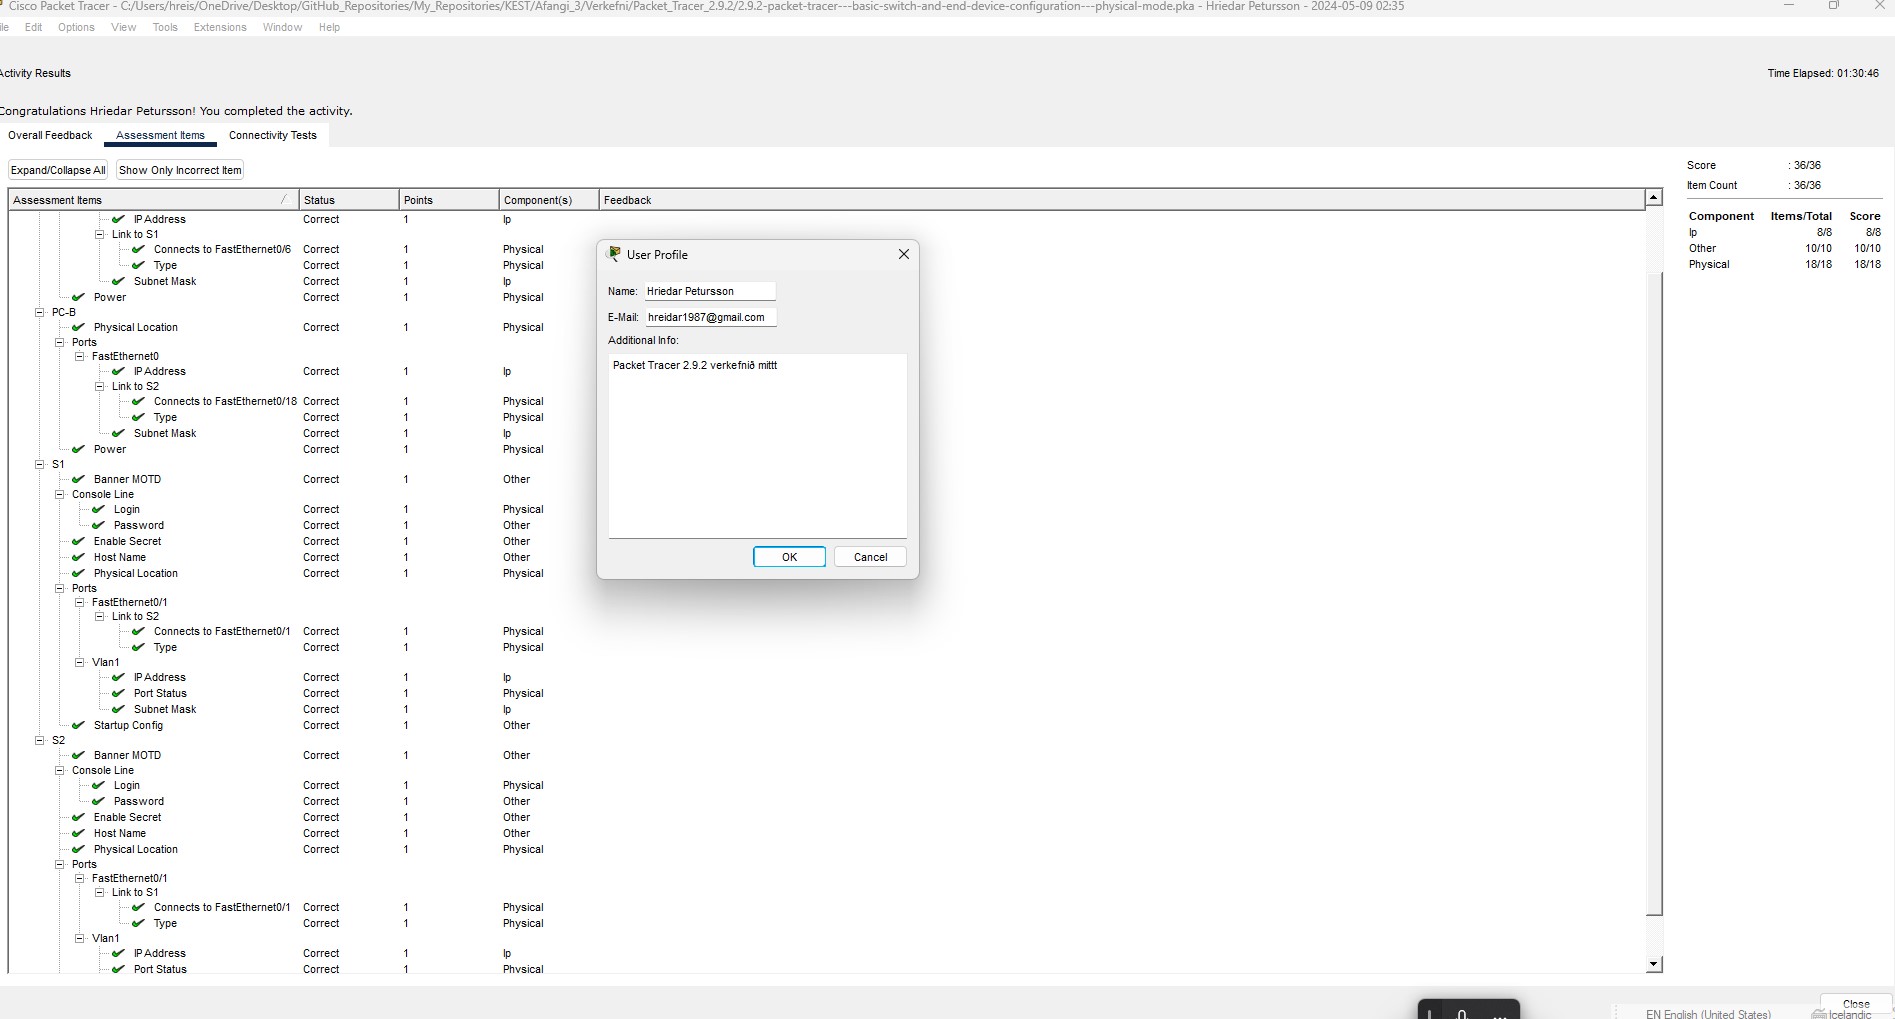 Cisco Packet Tracer - C:/Users/hreis/OneDrive/Desktop/GitHub_Repositories/My_Repositories/KEST/Afangi_3/Verkefni/Packet_Tracer_2.9.2/2.9.2-packet-tracer---basic-switch-and-end-device-configuration---physical-mode.pka - Hriedar Petursson - 2024-05-09 02:35
ile Edit Options View Tools Extensions Window Help
Activity Results Time Elapsed: 01:30:46
Congratulations Hriedar Petursson! You completed the activity.
Overall Feedback Assessment Items Connectivity Tests
Expand/Collapse All Show Only Incorrect Item
Score : 36/36
Item Count : 36/36
Component Items/Total Score
Ip 8/8 8/8
Other 10/10 10/10
Physical 18/18 18/18
Assessment Items Status Points Component(s) Feedback
IP Address Correct 1 Ip
Link to S1
Connects to FastEthernet0/6 Correct 1 Physical
Type Correct 1 Physical
Subnet Mask Correct 1 Ip
Power Correct 1 Physical
PC-B
Physical Location Correct 1 Physical
Ports
FastEthernet0
IP Address Correct 1 Ip
Link to S2
Connects to FastEthernet0/18 Correct 1 Physical
Type Correct 1 Physical
Subnet Mask Correct 1 Ip
Power Correct 1 Physical
S1
Banner MOTD Correct 1 Other
Console Line
Login Correct 1 Physical
Password Correct 1 Other
Enable Secret Correct 1 Other
Host Name Correct 1 Other
Physical Location Correct 1 Physical
Ports
FastEthernet0/1
Link to S2
Connects to FastEthernet0/1 Correct 1 Physical
Type Correct 1 Physical
Vlan1
IP Address Correct 1 Ip
Port Status Correct 1 Physical
Subnet Mask Correct 1 Ip
Startup Config Correct 1 Other
S2
Banner MOTD Correct 1 Other
Console Line
Login Correct 1 Physical
Password Correct 1 Other
Enable Secret Correct 1 Other
Host Name Correct 1 Other
Physical Location Correct 1 Physical
Ports
FastEthernet0/1
Link to S1
Connects to FastEthernet0/1 Correct 1 Physical
Type Correct 1 Physical
Vlan1
IP Address Correct 1 Ip
Port Status Correct 1 Physical
User Profile
Name: Hriedar Petursson
E-Mail: hreidar1987@gmail.com
Additional Info:
Packet Tracer 2.9.2 verkefnið mittt
OK Cancel
Close
EN English (United States) Icelandic